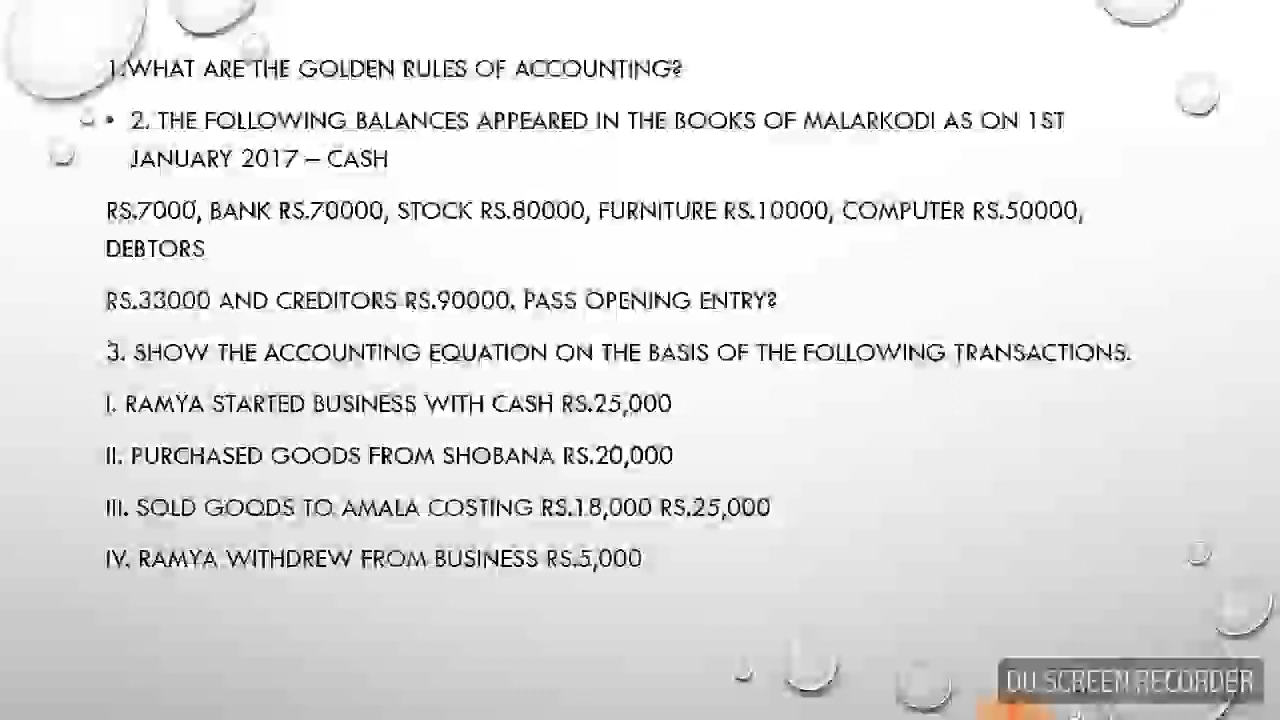 1.WHAT ARE THE GOLDEN RULES OF ACCOUNTING?
• 2. THE FOLLOWING BALANCES APPEARED IN THE BOOKS OF MALARKODI AS ON 1ST
JANUARY 2017 – CASH
RS.7000, BANK RS.70000, STOCK RS.80000, FURNITURE RS.10000, COMPUTER RS.50000,
DEBTORS
RS.33000 AND CREDITORS RS.90000. PASS OPENING ENTRY?
3. SHOW THE ACCOUNTING EQUATION ON THE BASIS OF THE FOLLOWING TRANSACTIONS.
I. RAMYA STARTED BUSINESS WITH CASH RS.25,000
II. PURCHASED GOODS FROM SHOBANA RS.20,000
III. SOLD GOODS TO AMALA COSTING RS.18,000 RS.25,000
IV. RAMYA WITHDREW FROM BUSINESS RS.5,000
DU SCREEN RECORDER